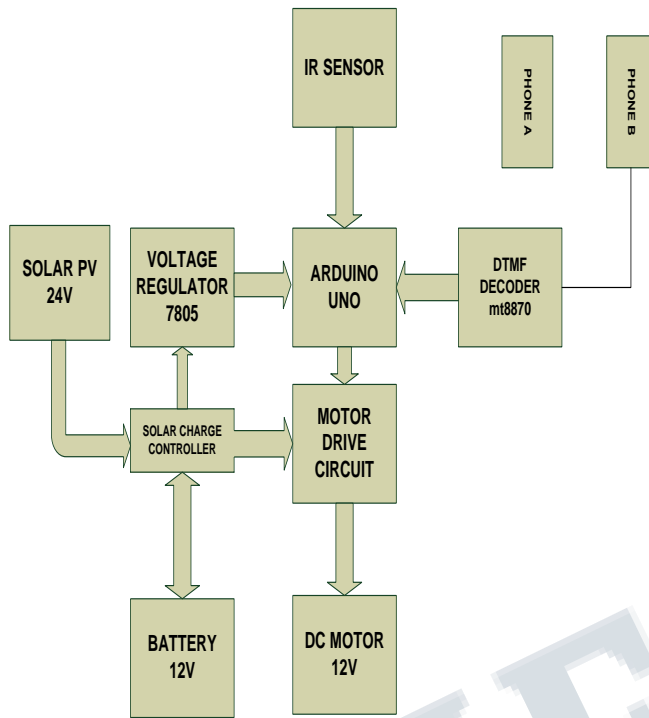 IR SENSOR
PHONE A
PHONE B
SOLAR PV
24V
VOLTAGE
REGULATOR
7805
ARDUINO
UNO
DTMF
DECODER
mt8870
SOLAR CHARGE
CONTROLLER
MOTOR
DRIVE
CIRCUIT
BATTERY
12V
DC MOTOR
12V